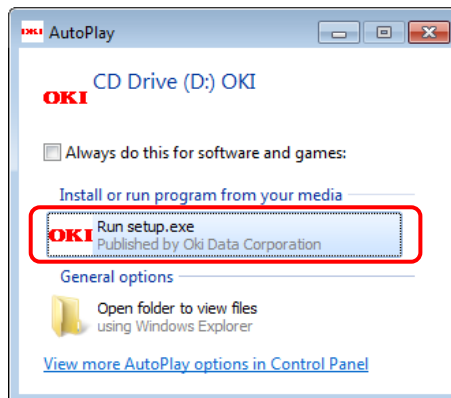 OKI AutoPlay
CD Drive (D:) OKI
OKI
Always do this for software and games:
Install or run program from your media
OKI Run setup.exe
Published by Oki Data Corporation
General options
Open folder to view files
using Windows Explorer
View more AutoPlay options in Control Panel